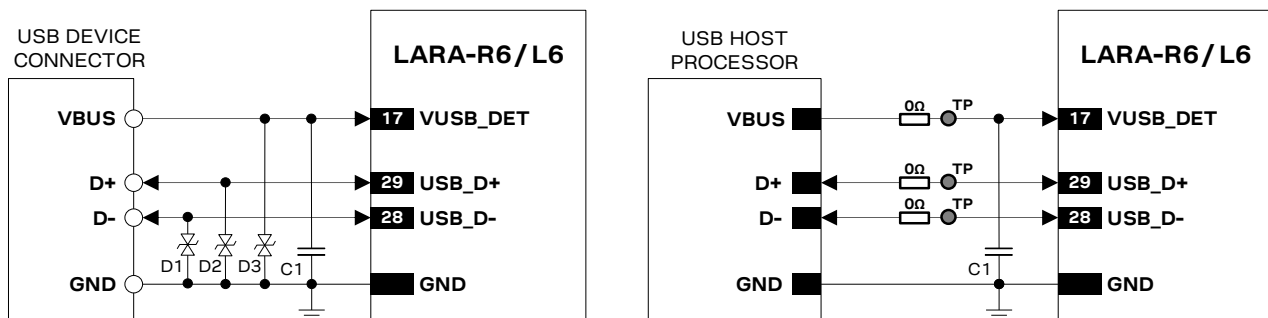 USB DEVICE
CONNECTOR
LARA-R6/L6
VBUS
17
VUSB_DET
D+
29
USB_D+
D-
28
USB_D-
D1
D2
D3
C1
GND
GND
USB HOST
PROCESSOR
LARA-R6/L6
VBUS
0Ω
TP
17
VUSB_DET
D+
0Ω
TP
29
USB_D+
D-
0Ω
TP
28
USB_D-
C1
GND
GND